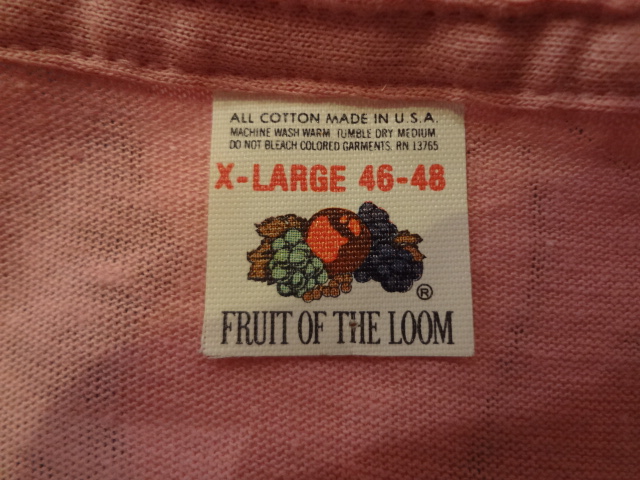 ALL COTTON MADE IN U.S.A.
MACHINE WASH WARM TUMBLE DRY MEDIUM
DO NOT BLEACH COLORED GARMENTS. RN 13765
X-LARGE 46-48
®
FRUIT OF THE LOOM